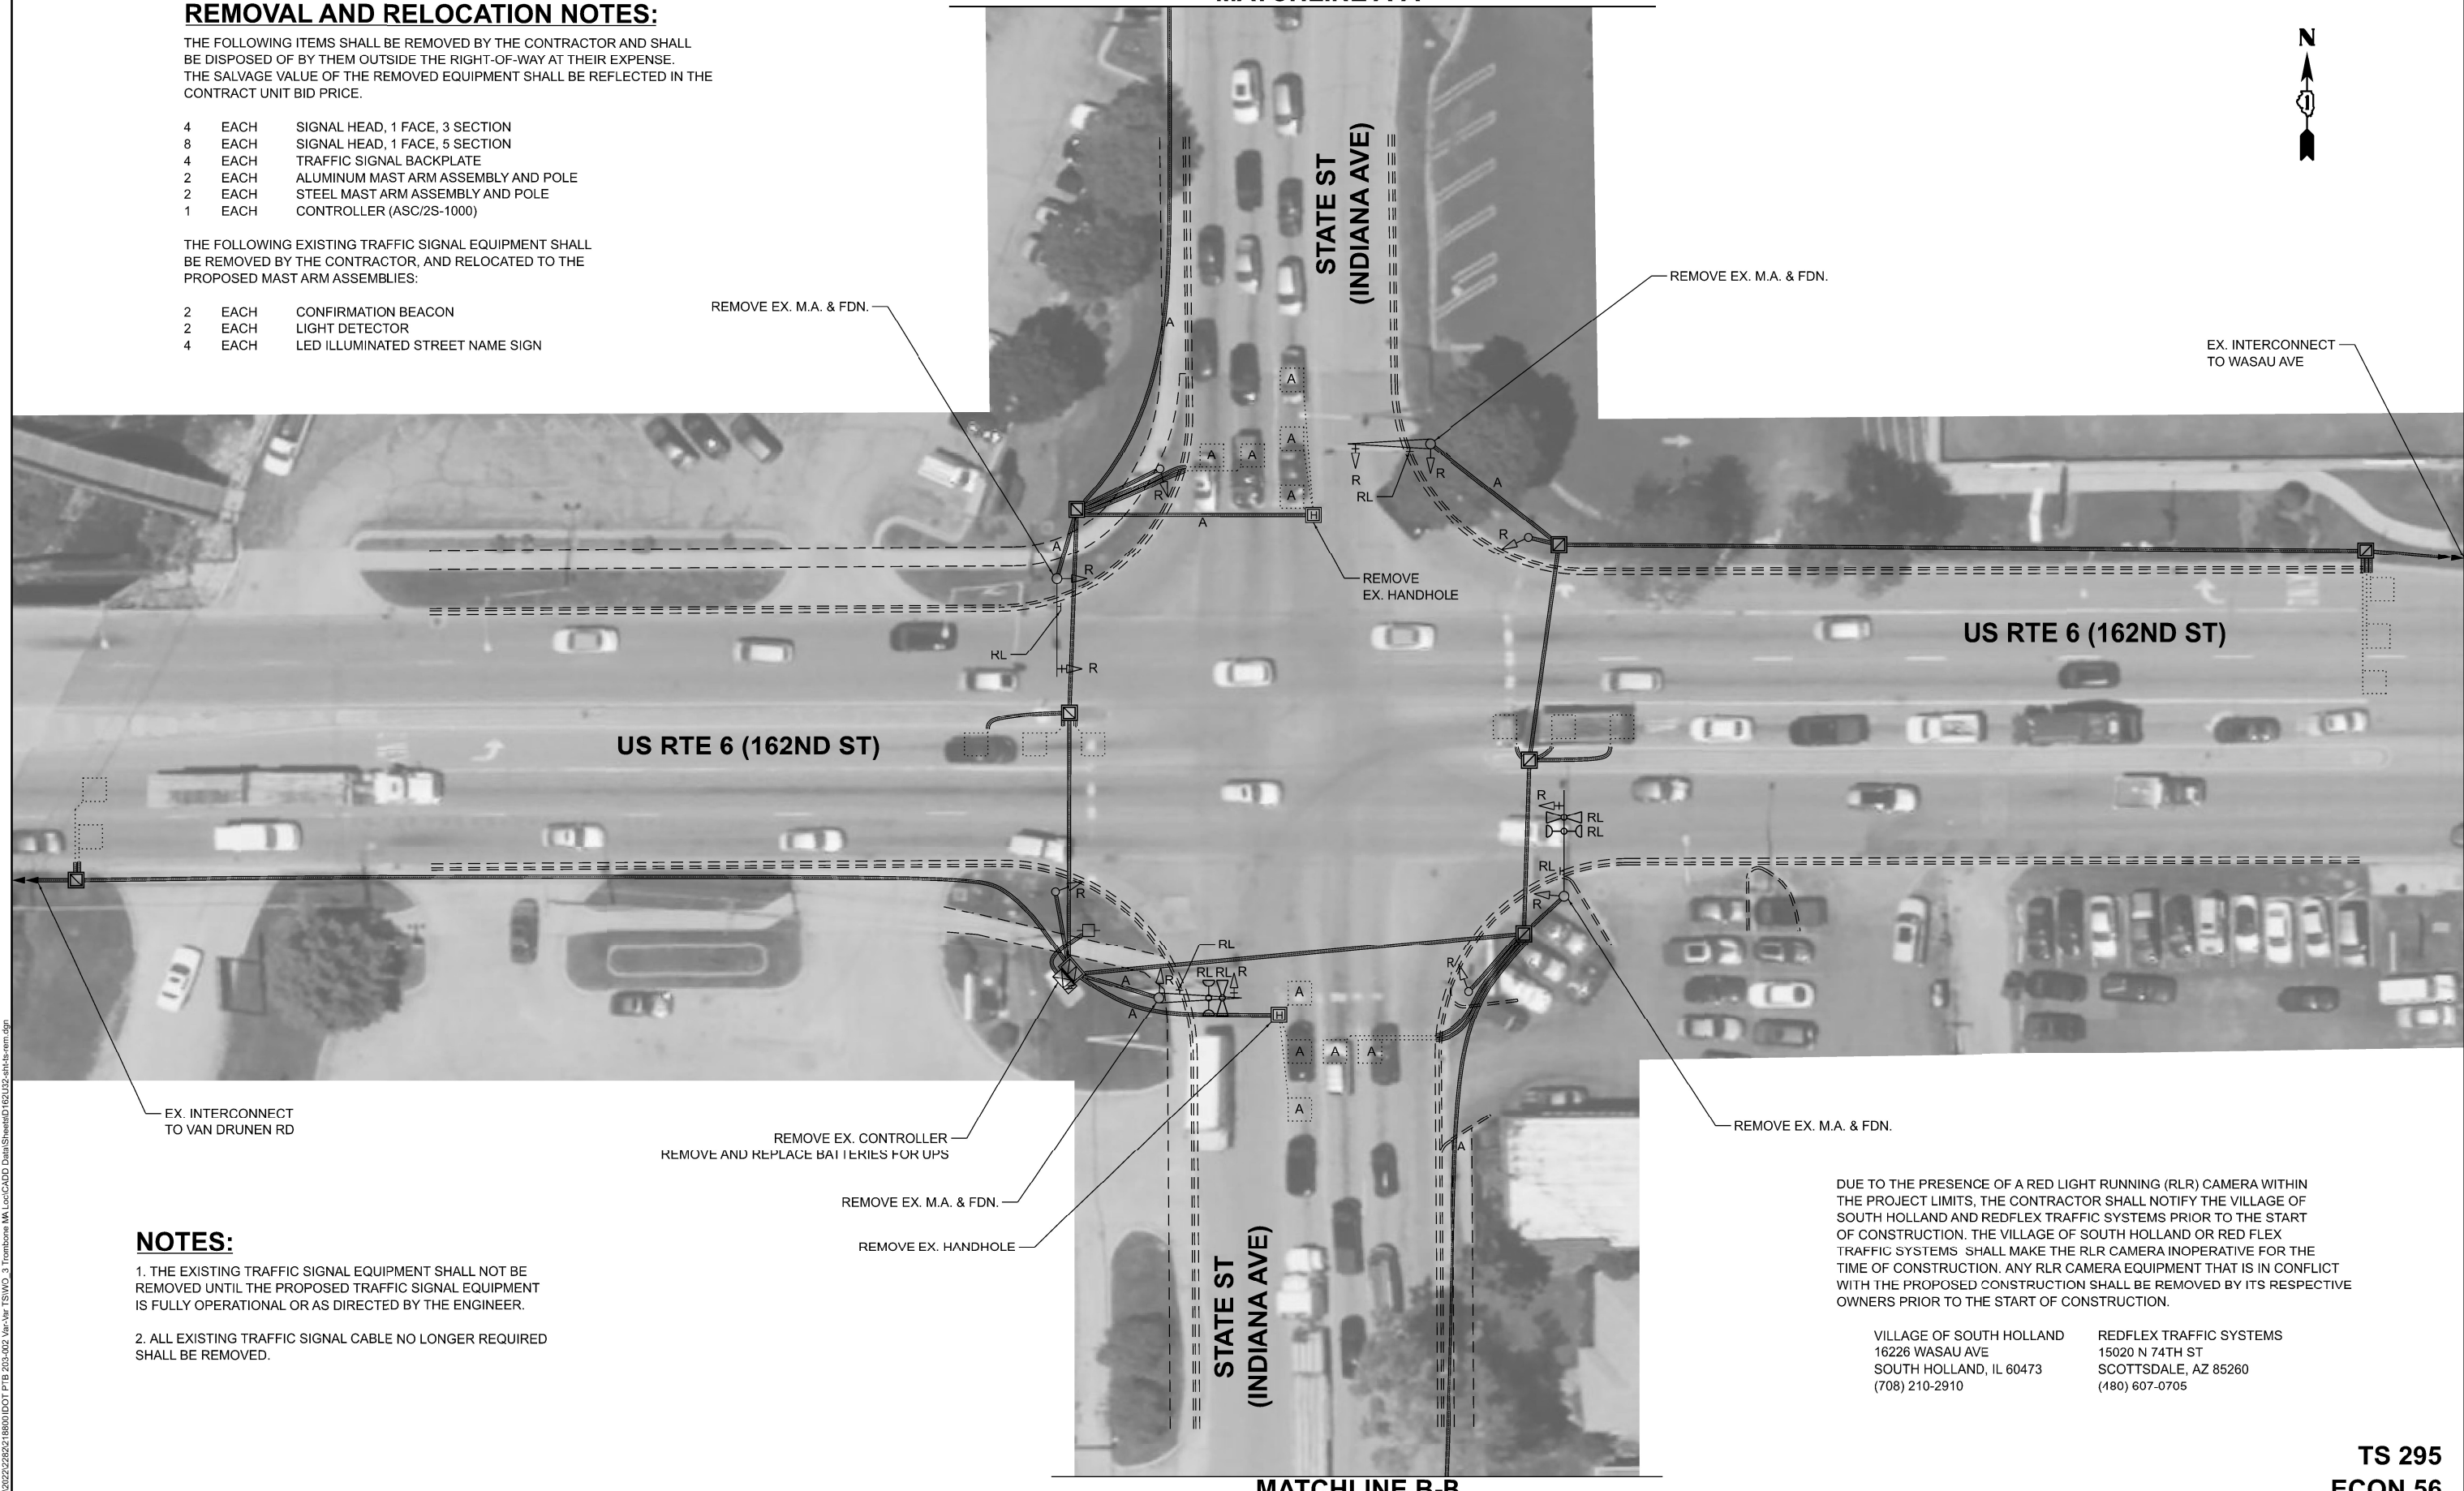 REMOVAL AND RELOCATION NOTES:
THE FOLLOWING ITEMS SHALL BE REMOVED BY THE CONTRACTOR AND SHALL
BE DISPOSED OF BY THEM OUTSIDE THE RIGHT-OF-WAY AT THEIR EXPENSE.
THE SALVAGE VALUE OF THE REMOVED EQUIPMENT SHALL BE REFLECTED IN THE
CONTRACT UNIT BID PRICE.
4 EACH SIGNAL HEAD, 1 FACE, 3 SECTION
8 EACH SIGNAL HEAD, 1 FACE, 5 SECTION
4 EACH TRAFFIC SIGNAL BACKPLATE
2 EACH ALUMINUM MAST ARM ASSEMBLY AND POLE
2 EACH STEEL MAST ARM ASSEMBLY AND POLE
1 EACH CONTROLLER (ASC/2S-1000)
THE FOLLOWING EXISTING TRAFFIC SIGNAL EQUIPMENT SHALL
BE REMOVED BY THE CONTRACTOR, AND RELOCATED TO THE
PROPOSED MAST ARM ASSEMBLIES:
2 EACH CONFIRMATION BEACON
2 EACH LIGHT DETECTOR
4 EACH LED ILLUMINATED STREET NAME SIGN
N
STATE ST
(INDIANA AVE)
REMOVE EX. M.A. & FDN.
REMOVE EX. M.A. & FDN.
EX. INTERCONNECT
TO WASAU AVE
A
A
A
A
A
A
R
A
A
R
RL
R
A
R
A
R
RL
R
REMOVE
EX. HANDHOLE
US RTE 6 (162ND ST)
US RTE 6 (162ND ST)
R
RL
RL
RL
R
R
RL
R
RL
RL
R
A
A
H
H
R
A
A
A
A
A
A
EX. INTERCONNECT
TO VAN DRUNEN RD
REMOVE EX. CONTROLLER
REMOVE AND REPLACE BATTERIES FOR UPS
REMOVE EX. M.A. & FDN.
REMOVE EX. HANDHOLE
REMOVE EX. M.A. & FDN.
STATE ST
(INDIANA AVE)
NOTES:
1. THE EXISTING TRAFFIC SIGNAL EQUIPMENT SHALL NOT BE
REMOVED UNTIL THE PROPOSED TRAFFIC SIGNAL EQUIPMENT
IS FULLY OPERATIONAL OR AS DIRECTED BY THE ENGINEER.
2. ALL EXISTING TRAFFIC SIGNAL CABLE NO LONGER REQUIRED
SHALL BE REMOVED.
DUE TO THE PRESENCE OF A RED LIGHT RUNNING (RLR) CAMERA WITHIN
THE PROJECT LIMITS, THE CONTRACTOR SHALL NOTIFY THE VILLAGE OF
SOUTH HOLLAND AND REDFLEX TRAFFIC SYSTEMS PRIOR TO THE START
OF CONSTRUCTION. THE VILLAGE OF SOUTH HOLLAND OR RED FLEX
TRAFFIC SYSTEMS SHALL MAKE THE RLR CAMERA INOPERATIVE FOR THE
TIME OF CONSTRUCTION. ANY RLR CAMERA EQUIPMENT THAT IS IN CONFLICT
WITH THE PROPOSED CONSTRUCTION SHALL BE REMOVED BY ITS RESPECTIVE
OWNERS PRIOR TO THE START OF CONSTRUCTION.
VILLAGE OF SOUTH HOLLAND
16226 WASAU AVE
SOUTH HOLLAND, IL 60473
(708) 210-2910
REDFLEX TRAFFIC SYSTEMS
15020 N 74TH ST
SCOTTSDALE, AZ 85260
(480) 607-0705
MATCHLINE B-B
TS 295
ECON 56